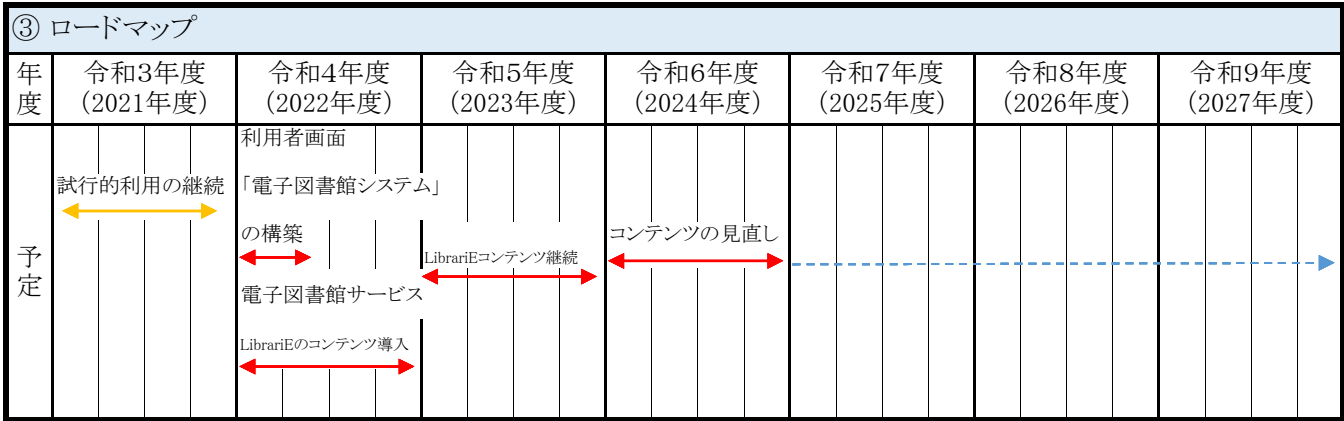 ③ ロードマップ
年度
令和3年度
（2021年度）
令和4年度
（2022年度）
令和5年度
（2023年度）
令和6年度
（2024年度）
令和7年度
（2025年度）
令和8年度
（2026年度）
令和9年度
（2027年度）
予定
試行的利用の継続
利用者画面
「電子図書館システム」
の構築
電子図書館サービス
LibrariEのコンテンツ導入
LibrariEコンテンツ継続
コンテンツの見直し